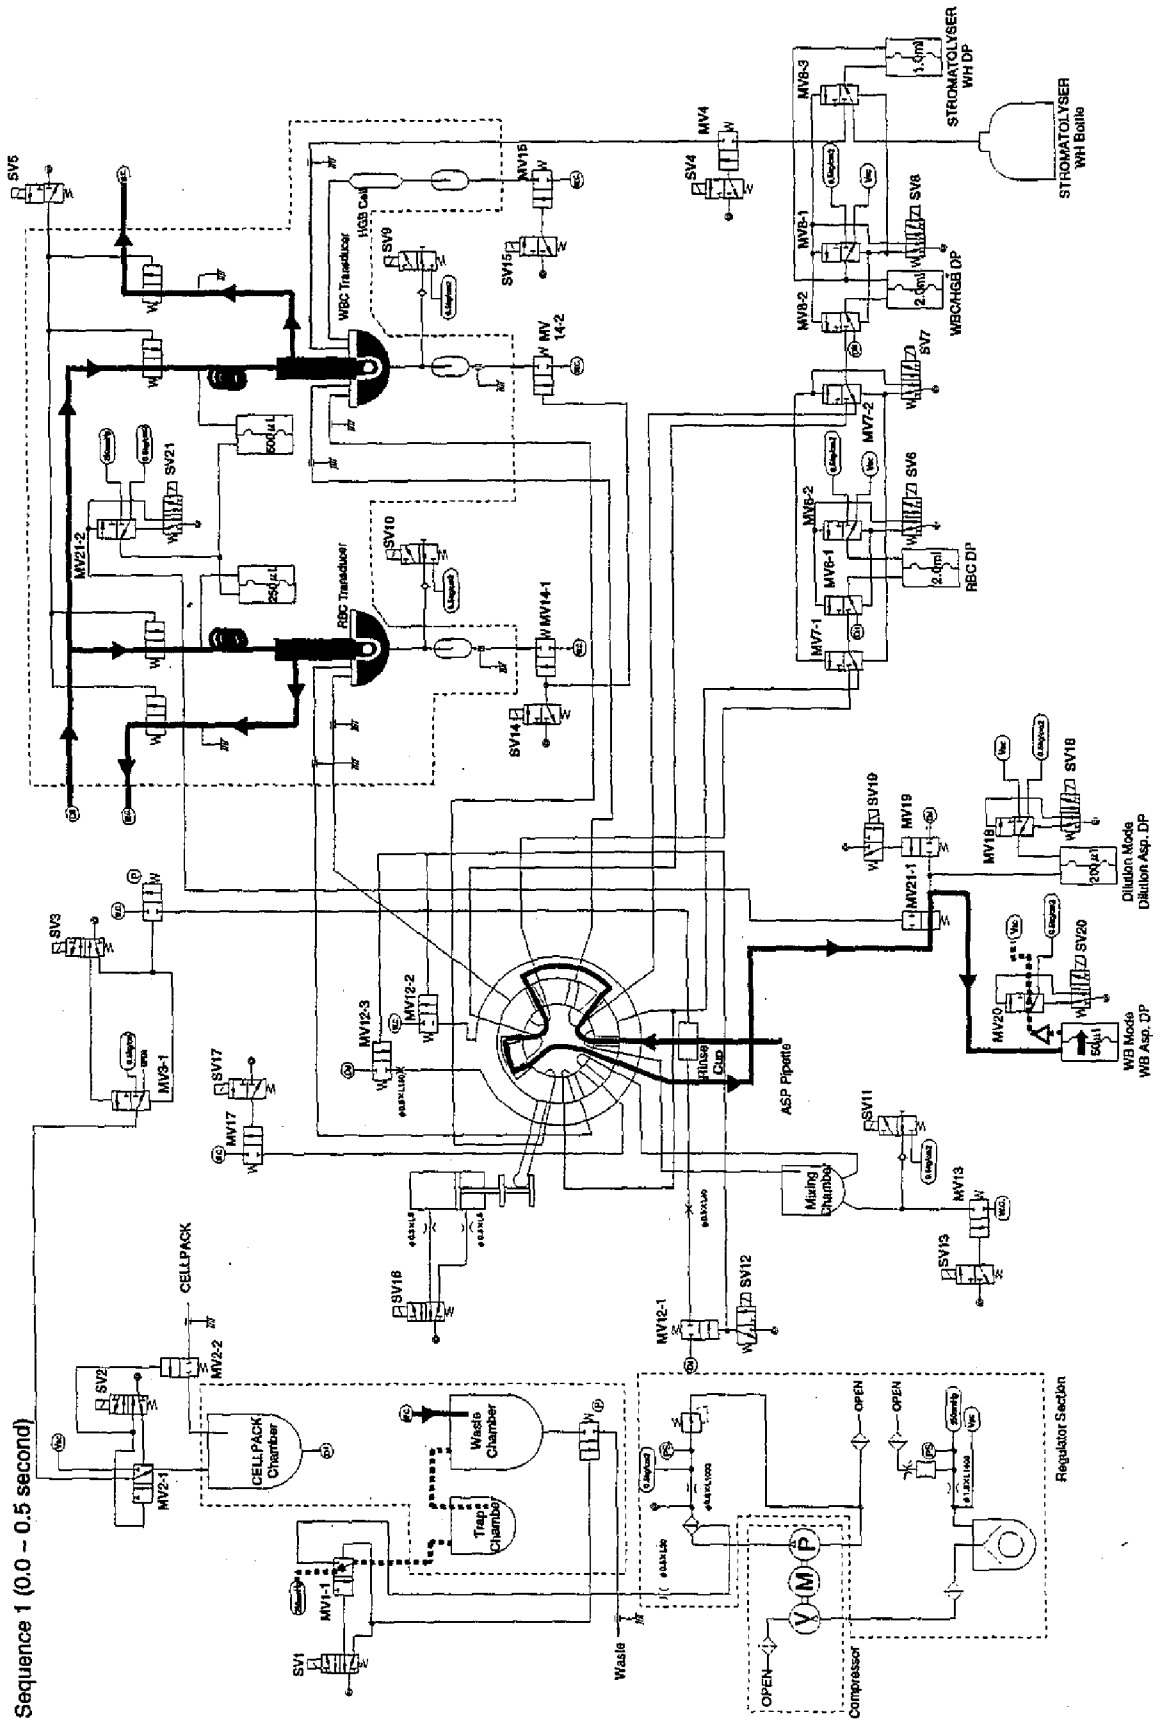 Sequence 1 (0.0 – 0.5 second)
SV5
SV3
SV17
MV17
MV3-1
CELLPACK
MV2-2
SV2
MV2-1
CELLPACK
Chamber
Waste
Chamber
Trap
Chamber
MV1-1
SV1
Waste
MV21-2
SV21
500µL
250µL
WBC Transducer
RBC Transducer
HGB Cell
SV9
SV10
MV15
SV15
MV
14-2
MV14-1
SV14
MV4
SV4
MV12-3
MV12-2
Rinse
Cup
ASP Pipette
SV16
MV12-1
SV12
Mixing
Chamber
SV11
MV13
SV13
MV8-3
1.0ml
STROMATOLYSER
WH DP
STROMATOLYSER
WH Bottle
MV8-1
SV8
MV8-2
2.0ml
WBC/HGB DP
SV7
MV7-2
MV6-2
SV6
MV6-1
2.0ml
RBC DP
MV7-1
SV19
MV19
MV21-1
MV18
SV18
200µl
Dilution Mode
Dilution Asp. DP
MV20
SV20
50µl
WB Mode
WB Asp. DP
OPEN
OPEN
Regulator Section
V
M
P
OPEN
Compressor